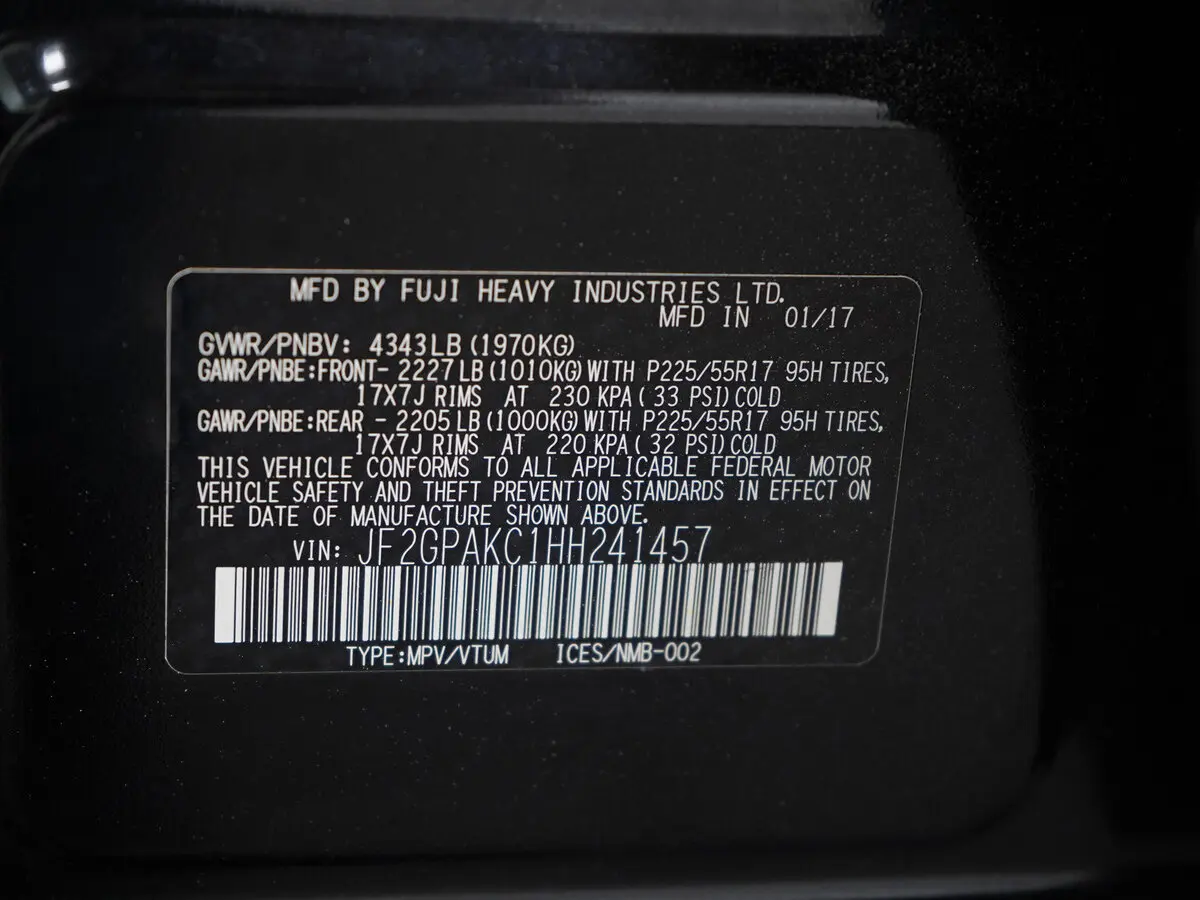 MFD BY FUJI HEAVY INDUSTRIES LTD.
MFD IN 01/17
GVWR/PNBV: 4343LB (1970KG)
GAWR/PNBE:FRONT- 2227LB (1010KG) WITH P225/55R17 95H TIRES,
17X7J RIMS AT 230 KPA ( 33 PSI) COLD
GAWR/PNBE:REAR - 2205LB (1000KG) WITH P225/55R17 95H TIRES,
17X7J RIMS AT 220 KPA ( 32 PSI) COLD
THIS VEHICLE CONFORMS TO ALL APPLICABLE FEDERAL MOTOR
VEHICLE SAFETY AND THEFT PREVENTION STANDARDS IN EFFECT ON
THE DATE OF MANUFACTURE SHOWN ABOVE.
VIN: JF2GPAKC1HH241457
TYPE:MPV/VTUM ICES/NMB-002